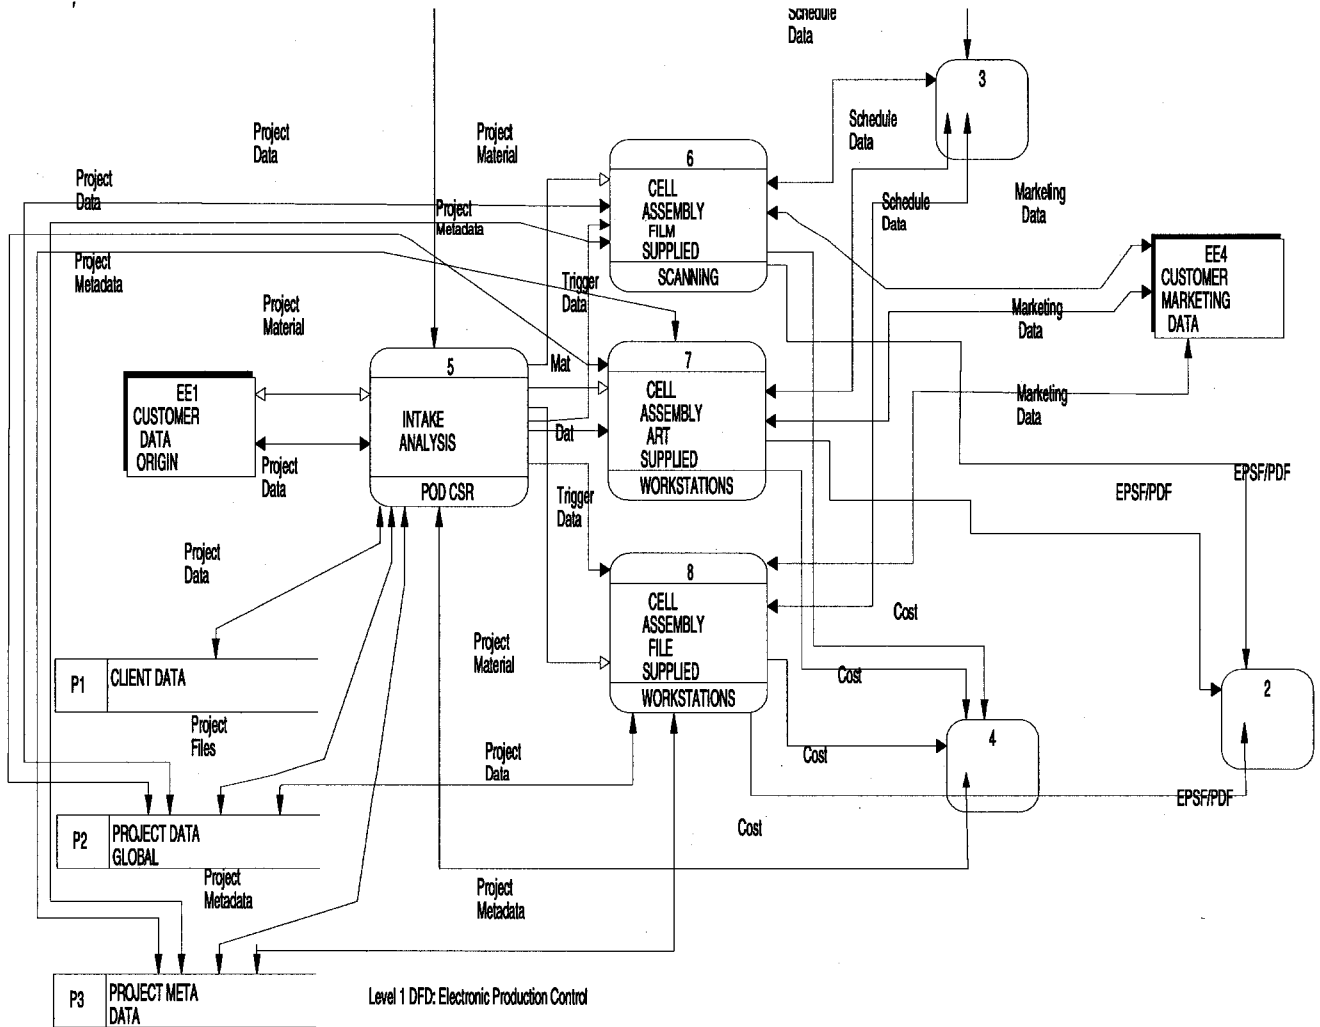 Schedule
Data
3
Project
Data
Project
Material
Schedule
Data
6
CELL
ASSEMBLY
FILM
SUPPLIED
SCANNING
Project
Data
Project
Metadata
Schedule
Data
Marketing
Data
Project
Metadata
Trigger
Data
EE4
CUSTOMER
MARKETING
DATA
Project
Material
Marketing
Data
5
INTAKE
ANALYSIS
POD CSR
Mat
Dat
7
CELL
ASSEMBLY
ART
SUPPLIED
WORKSTATIONS
EE1
CUSTOMER
DATA
ORIGIN
Marketing
Data
Project
Data
EPSF/PDF
EPSF/PDF
Trigger
Data
Project
Data
8
CELL
ASSEMBLY
FILE
SUPPLIED
WORKSTATIONS
Cost
Project
Material
P1
CLIENT DATA
Cost
2
Project
Files
4
Project
Data
Cost
EPSF/PDF
P2
PROJECT DATA
GLOBAL
Cost
Project
Metadata
Project
Metadata
P3
PROJECT META
DATA
Level 1 DFD: Electronic Production Control